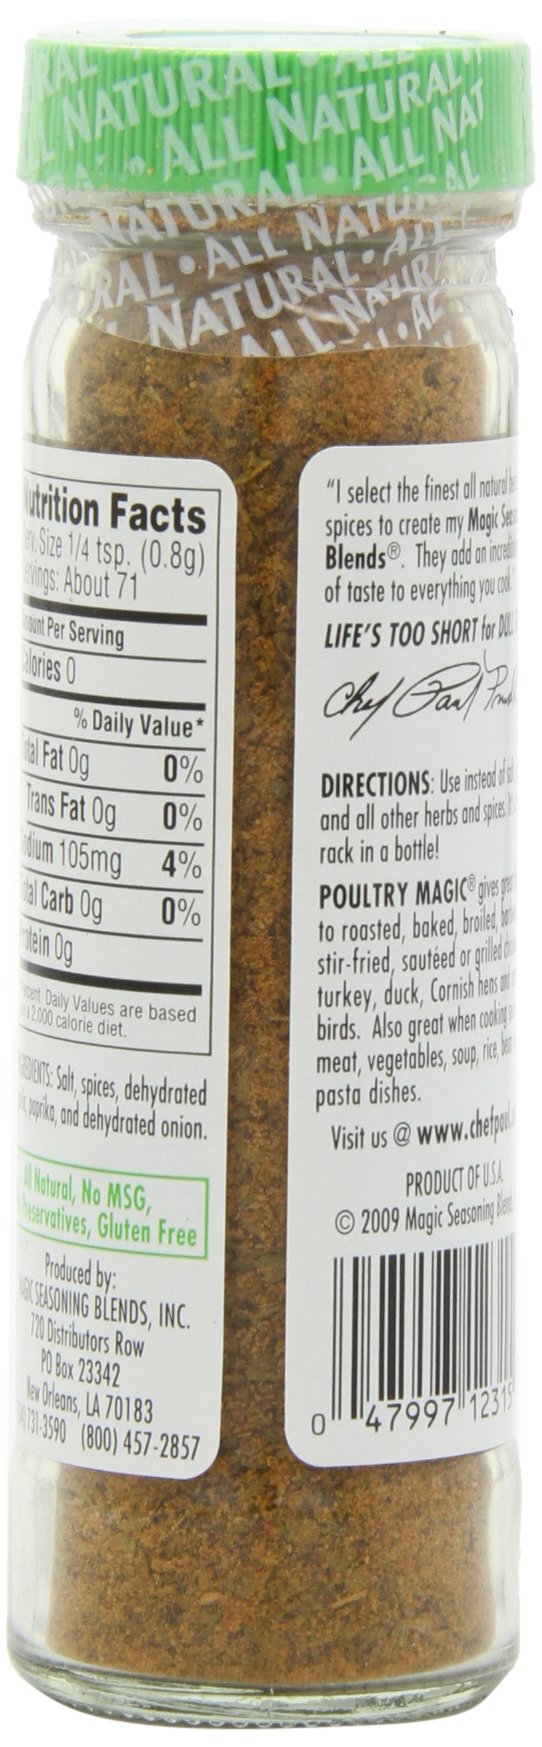 ALL NATURAL • ALL NATURAL
Nutrition Facts
Serv. Size 1/4 tsp. (0.8g)
Servings: About 71
Amount Per Serving
Calories 0
% Daily Value*
Total Fat 0g 0%
Trans Fat 0g 0%
Sodium 105mg 4%
Total Carb 0g 0%
Protein 0g
Percent Daily Values are based
on a 2,000 calorie diet.
INGREDIENTS: Salt, spices, dehydrated
paprika, and dehydrated onion.
All Natural, No MSG,
Preservatives, Gluten Free
Produced by:
MAGIC SEASONING BLENDS, INC.
720 Distributors Row
PO Box 23342
New Orleans, LA 70183
731-3590 (800) 457-2857
"I select the finest all natural
spices to create my Magic
Blends®. They add an
of taste to everything you cook.
LIFE'S TOO SHORT for DULL
Chef Paul
DIRECTIONS: Use instead of
and all other herbs and spices.
rack in a bottle!
POULTRY MAGIC® gives
to roasted, baked, broiled,
stir-fried, sautéed or grilled
turkey, duck, Cornish hens and
birds. Also great when cooking
meat, vegetables, soup, rice,
pasta dishes.
Visit us @ www.chefpaul
PRODUCT OF U.S.A.
© 2009 Magic Seasoning Blends
0 47997 12315